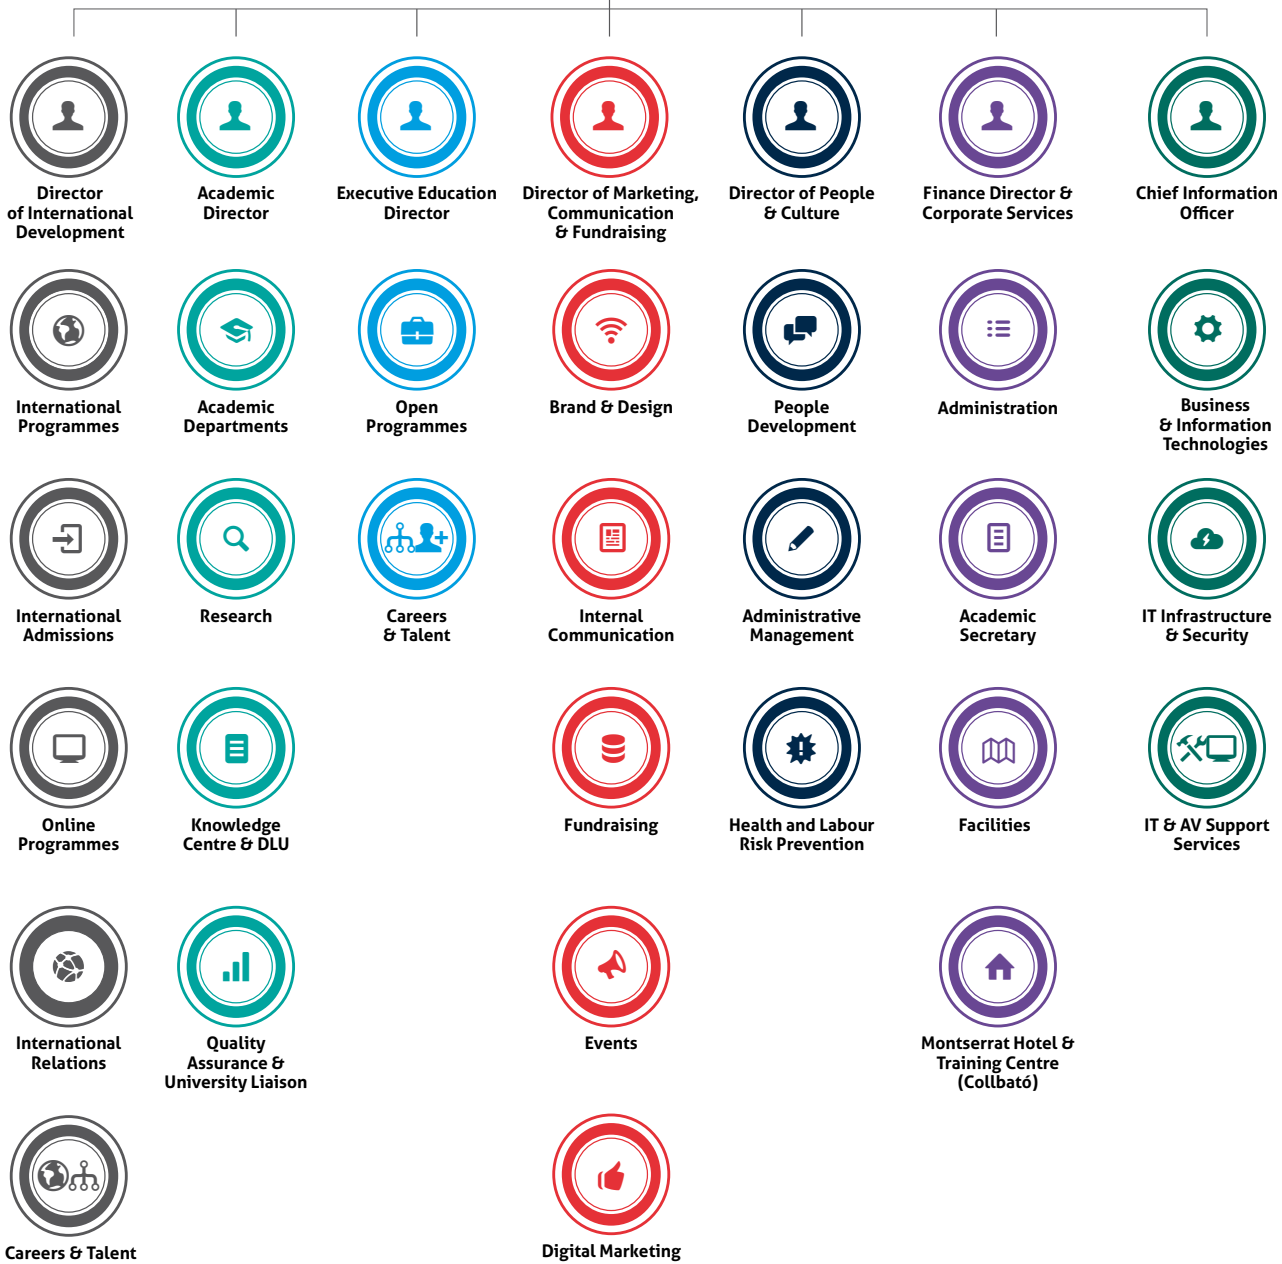 Director
of International
Development
Academic
Director
Executive Education
Director
Director of Marketing,
Communication
& Fundraising
Director of People
& Culture
Finance Director &
Corporate Services
Chief Information
Officer
International
Programmes
Academic
Departments
Open
Programmes
Brand & Design
People
Development
Administration
Business
& Information
Technologies
International
Admissions
Research
Careers
& Talent
Internal
Communication
Administrative
Management
Academic
Secretary
IT Infrastructure
& Security
Online
Programmes
Knowledge
Centre & DLU
Fundraising
Health and Labour
Risk Prevention
Facilities
IT & AV Support
Services
International
Relations
Quality
Assurance &
University Liaison
Events
Montserrat Hotel &
Training Centre
(Collbató)
Careers & Talent
Digital Marketing